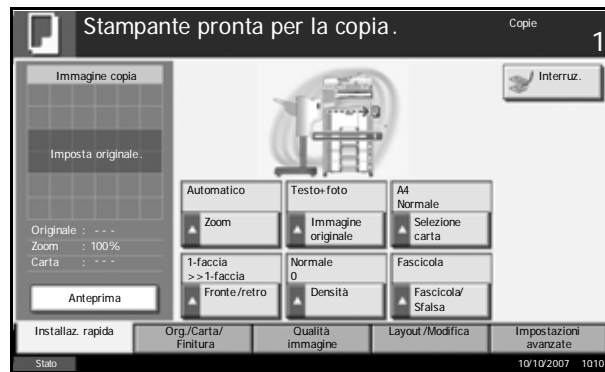 Stampante pronta per la copia.
Copie
1
Immagine copia
Imposta originale.
Originale : - - -
Zoom : 100%
Carta : - - -
Anteprima
Interruz.
Automatico
Zoom
Testo+foto
Immagine
originale
A4
Normale
Selezione
carta
1-faccia
>>1-faccia
Fronte/retro
Normale
0
Densità
Fascicola
Fascicola/
Sfalsa
Installaz. rapida
Org./Carta/
Finitura
Qualità
immagine
Layout/Modifica
Impostazioni
avanzate
Stato
10/10/2007 1010